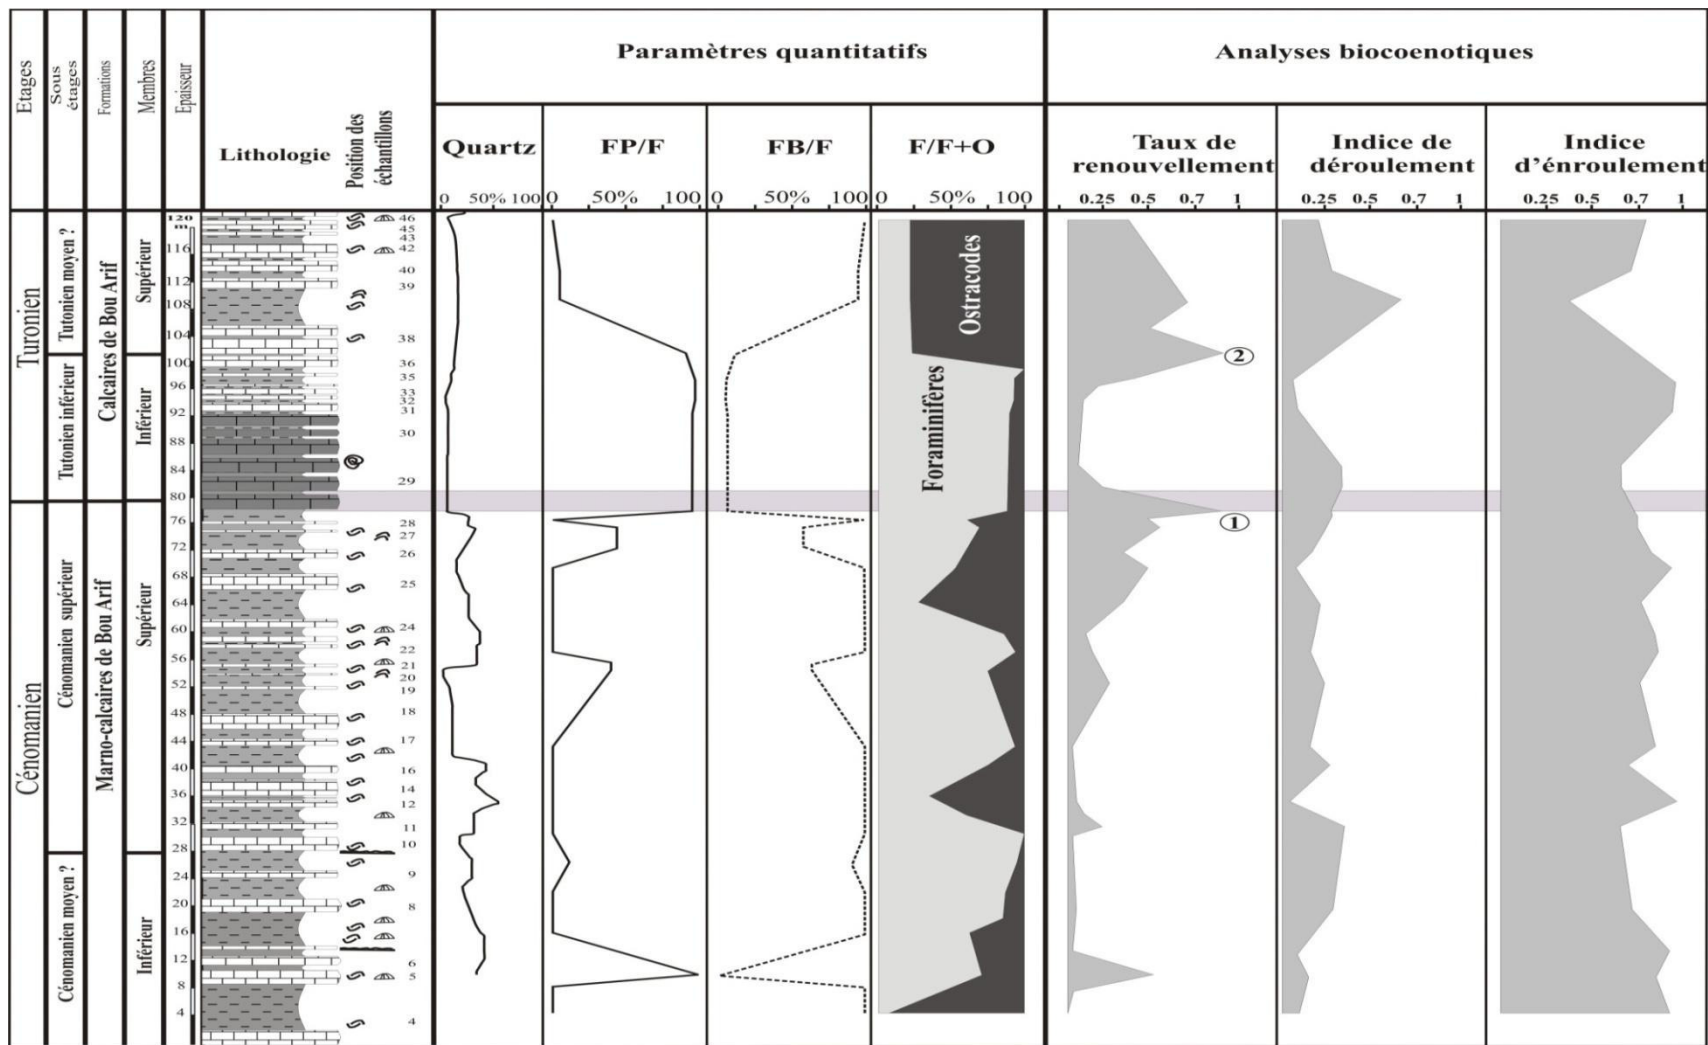 Paramètres quantitatifs
Analyses biocoenotiques
Etages
Sous
étages
Formations
Membres
Epaisseur
Lithologie
Position des
échantillons
Quartz
FP/F
FB/F
F/F+O
Taux de
renouvellement
Indice de
déroulement
Indice
d'énroulement
0 50% 100
0 50% 100
0 50% 100
0 50% 100
0.25 0.5 0.7 1
0.25 0.5 0.7 1
0.25 0.5 0.7 1
Turonien
Cénomanien
Tutonien moyen ?
Tutonien inférieur
Cénomanien supérieur
Cénomanien moyen ?
Calcaires de Bou Arif
Marno-calcaires de Bou Arif
Supérieur
Inférieur
Supérieur
Inférieur
120
m
116
112
108
104
100
96
92
88
84
80
76
72
68
64
60
56
52
48
44
40
36
32
28
24
20
16
12
8
4
46
45
43
42
40
39
38
36
35
33
32
31
30
29
28
27
26
25
24
22
21
20
19
18
17
16
14
12
11
10
9
8
6
5
4
Foraminifères
Ostracodes
2
1